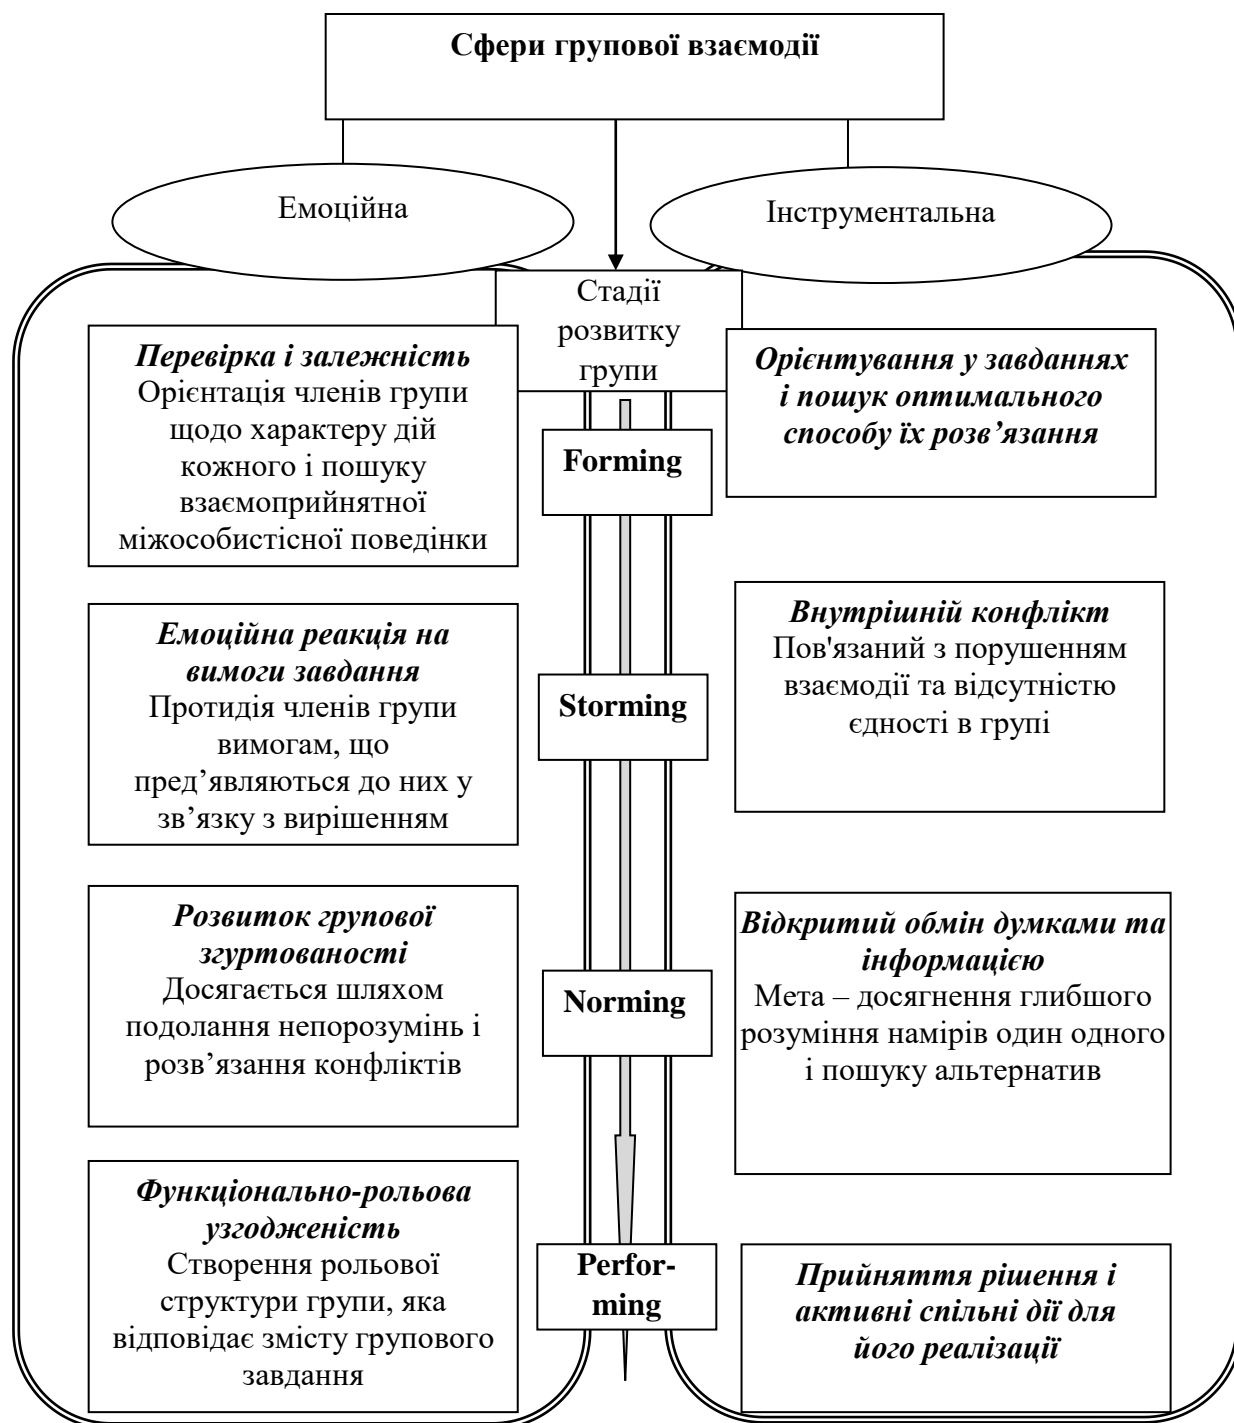 Сфери групової взаємодії
Емоційна
Інструментальна
Стадії
розвитку
групи
Перевірка і залежність
Орієнтація членів групи
щодо характеру дій
кожного і пошуку
взаємоприйнятної
міжособистісної поведінки
Forming
Орієнтування у завданнях
і пошук оптимального
способу їх розв’язання
Емоційна реакція на
вимоги завдання
Протидія членів групи
вимогам, що
пред’являються до них у
зв’язку з вирішенням
Storming
Внутрішній конфлікт
Пов'язаний з порушенням
взаємодії та відсутністю
єдності в групі
Розвиток групової
згуртованості
Досягається шляхом
подолання непорозумінь і
розв’язання конфліктів
Norming
Відкритий обмін думками та
інформацією
Мета – досягнення глибшого
розуміння намірів один одного
і пошуку альтернатив
Функціонально-рольова
узгодженість
Створення рольової
структури групи, яка
відповідає змісту групового
завдання
Perfor-
ming
Прийняття рішення і
активні спільні дії для
його реалізації